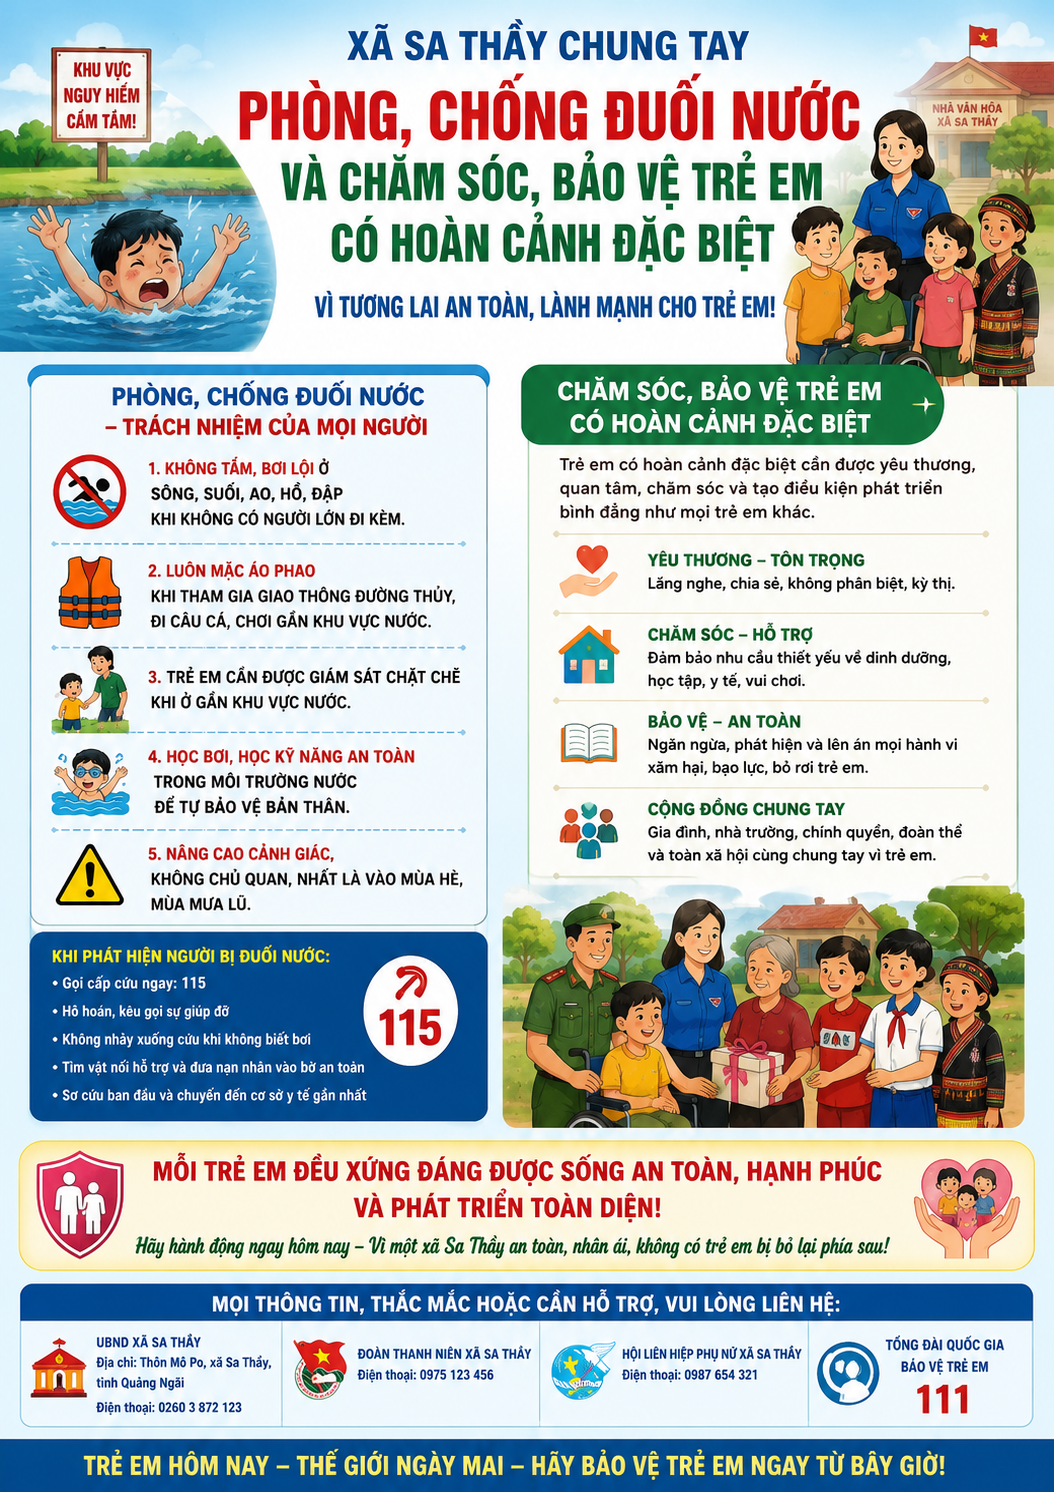 KHU VỰC
NGUY HIỂM
CẤM TẮM!
XÃ SA THẦY CHUNG TAY
PHÒNG, CHỐNG ĐUỐI NƯỚC
VÀ CHĂM SÓC, BẢO VỆ TRẺ EM
CÓ HOÀN CẢNH ĐẶC BIỆT
VÌ TƯƠNG LAI AN TOÀN, LÀNH MẠNH CHO TRẺ EM!
NHÀ VĂN HÓA
XÃ SA THẦY
PHÒNG, CHỐNG ĐUỐI NƯỚC
– TRÁCH NHIỆM CỦA MỌI NGƯỜI
1. KHÔNG TẮM, BƠI LỘI Ở
SÔNG, SUỐI, AO, HỒ, ĐẬP
KHI KHÔNG CÓ NGƯỜI LỚN ĐI KÈM.
2. LUÔN MẶC ÁO PHAO
KHI THAM GIA GIAO THÔNG ĐƯỜNG THỦY,
ĐI CÂU CÁ, CHƠI GẦN KHU VỰC NƯỚC.
3. TRẺ EM CẦN ĐƯỢC GIÁM SÁT CHẶT CHẼ
KHI Ở GẦN KHU VỰC NƯỚC.
4. HỌC BƠI, HỌC KỸ NĂNG AN TOÀN
TRONG MÔI TRƯỜNG NƯỚC
ĐỂ TỰ BẢO VỆ BẢN THÂN.
5. NÂNG CAO CẢNH GIÁC,
KHÔNG CHỦ QUAN, NHẤT LÀ VÀO MÙA HÈ,
MÙA MƯA LŨ.
KHI PHÁT HIỆN NGƯỜI BỊ ĐUỐI NƯỚC:
• Gọi cấp cứu ngay: 115
• Hô hoán, kêu gọi sự giúp đỡ
• Không nhảy xuống cứu khi không biết bơi
• Tìm vật nổi hỗ trợ và đưa nạn nhân vào bờ an toàn
• Sơ cứu ban đầu và chuyển đến cơ sở y tế gần nhất
115
CHĂM SÓC, BẢO VỆ TRẺ EM
CÓ HOÀN CẢNH ĐẶC BIỆT
Trẻ em có hoàn cảnh đặc biệt cần được yêu thương,
quan tâm, chăm sóc và tạo điều kiện phát triển
bình đẳng như mọi trẻ em khác.
YÊU THƯƠNG – TÔN TRỌNG
Lắng nghe, chia sẻ, không phân biệt, kỳ thị.
CHĂM SÓC – HỖ TRỢ
Đảm bảo nhu cầu thiết yếu về dinh dưỡng,
học tập, y tế, vui chơi.
BẢO VỆ – AN TOÀN
Ngăn ngừa, phát hiện và lên án mọi hành vi
xăm hại, bạo lực, bỏ rơi trẻ em.
CỘNG ĐỒNG CHUNG TAY
Gia đình, nhà trường, chính quyền, đoàn thể
và toàn xã hội cùng chung tay vì trẻ em.
MỖI TRẺ EM ĐỀU XỨNG ĐÁNG ĐƯỢC SỐNG AN TOÀN, HẠNH PHÚC
VÀ PHÁT TRIỂN TOÀN DIỆN!
Hãy hành động ngay hôm nay – Vì một xã Sa Thầy an toàn, nhân ái, không có trẻ em bị bỏ lại phía sau!
MỌI THÔNG TIN, THẮC MẮC HOẶC CẦN HỖ TRỢ, VUI LÒNG LIÊN HỆ:
UBND XÃ SA THẦY
Địa chỉ: Thôn Mô Po, xã Sa Thầy,
tỉnh Quảng Ngãi
Điện thoại: 0260 3 872 123
ĐOÀN THANH NIÊN XÃ SA THẦY
Điện thoại: 0975 123 456
HỘI LIÊN HIỆP PHỤ NỮ XÃ SA THẦY
Điện thoại: 0987 654 321
TỔNG ĐÀI QUỐC GIA
BẢO VỆ TRẺ EM
111
TRẺ EM HÔM NAY – THẾ GIỚI NGÀY MAI – HÃY BẢO VỆ TRẺ EM NGAY TỪ BÂY GIỜ!